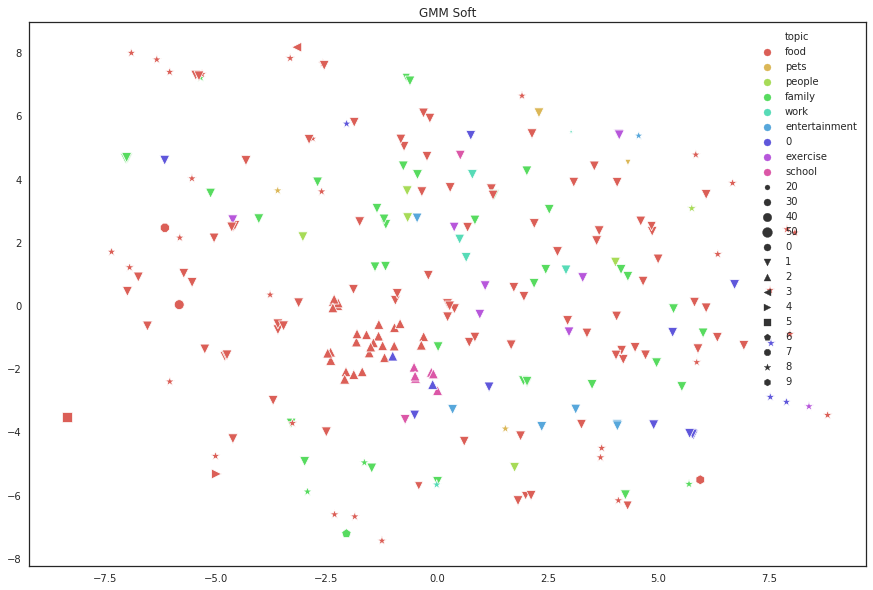 GMM Soft
topic
food
pets
people
family
work
entertainment
0
exercise
school
20
30
40
50
0
1
2
3
4
5
6
7
8
9
8
6
4
2
0
−2
−4
−6
−8
−7.5 −5.0 −2.5 0.0 2.5 5.0 7.5